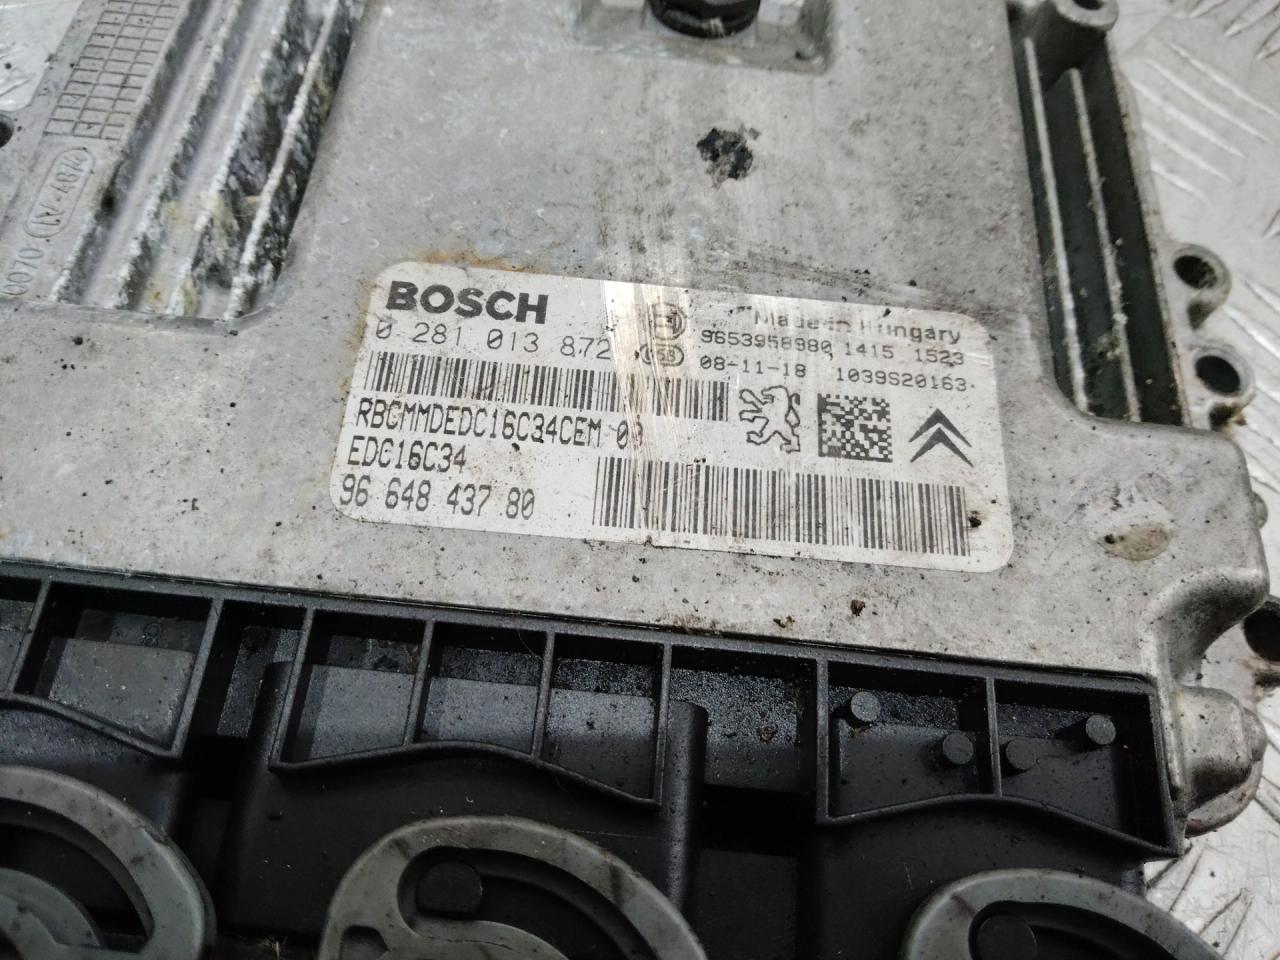 BOSCH
0 281 013 872
Made in Hungary
9653958980 1415 1523
08-11-18 1039S20163
RBCMMDEDC16C34CEM
EDC16C34
96 648 437 80